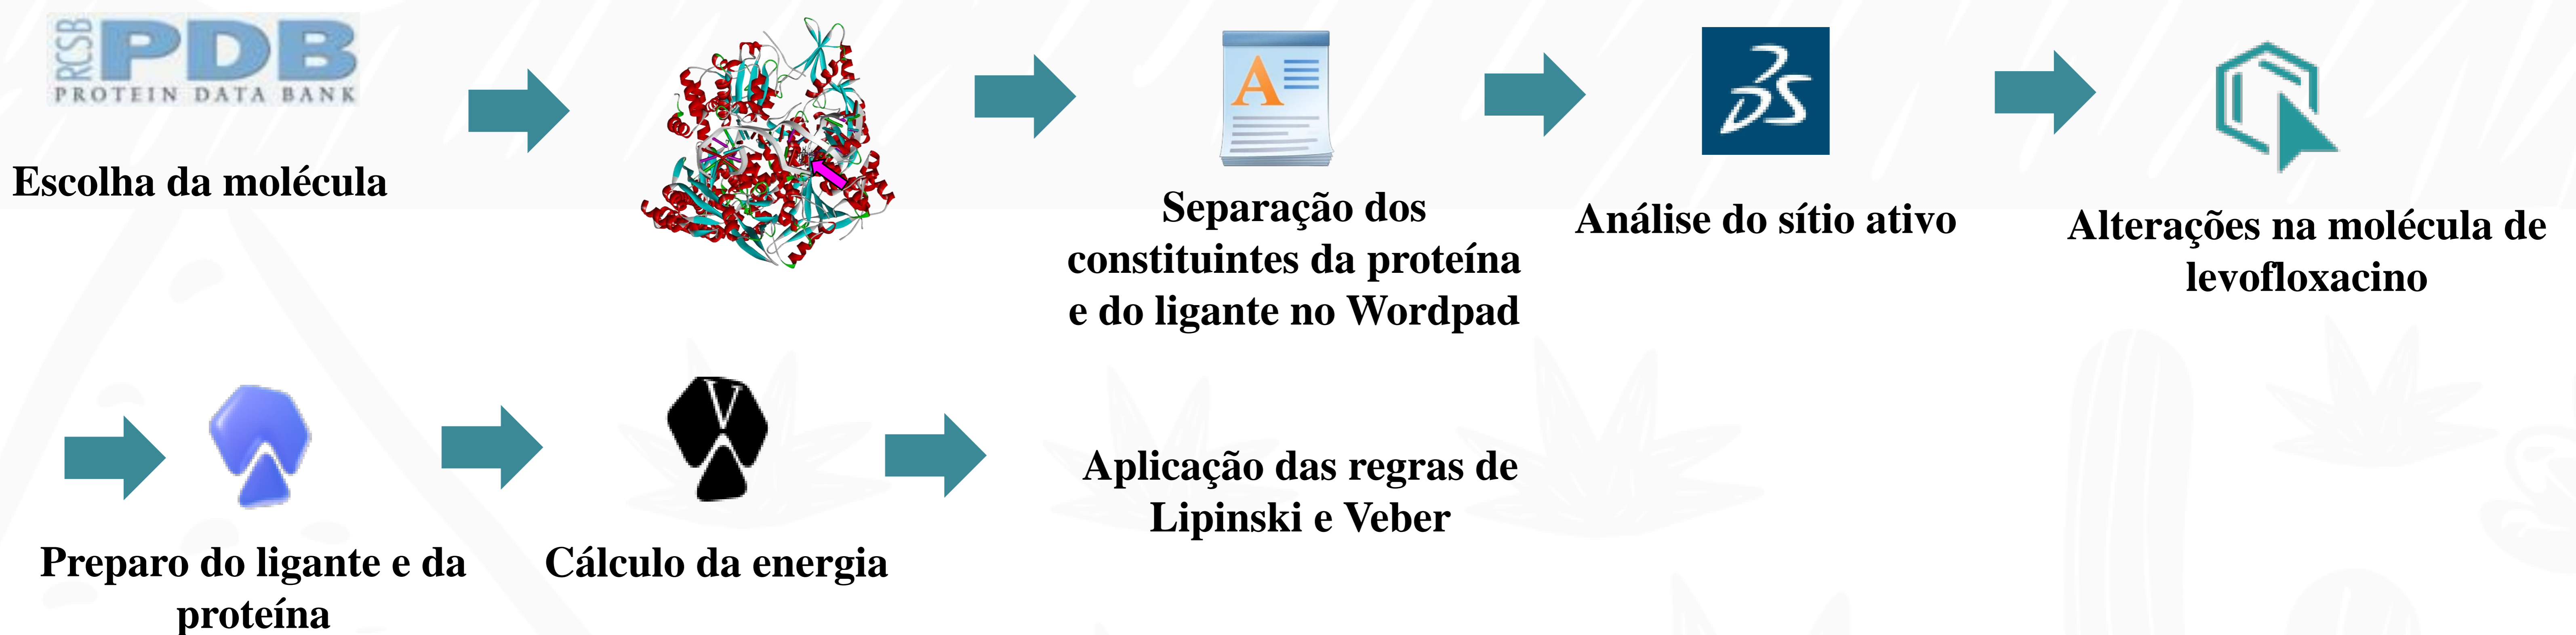 RCSB
PDB
PROTEIN DATA BANK
Escolha da molécula
A
Separação dos
constituintes da proteína
e do ligante no Wordpad
3DS
Análise do sítio ativo
Alterações na molécula de
levofloxacino
Preparo do ligante e da
proteína
V
Cálculo da energia
Aplicação das regras de
Lipinski e Veber